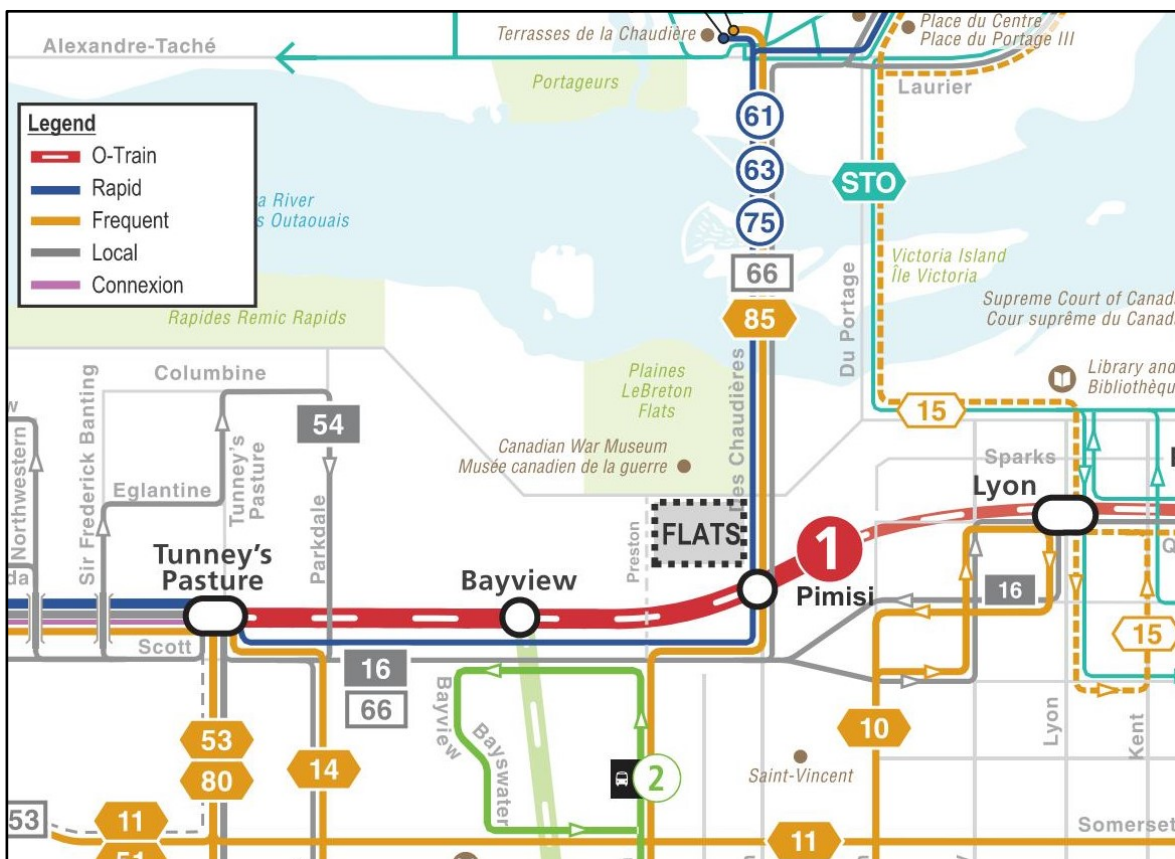 Alexandre-Taché
Terrasses de la Chaudière
Place du Centre
Place du Portage III
Portageurs
Laurier
Legend
O-Train
Rapid
Frequent
Local
Connexion
61
63
75
66
85
STO
a River
s Outaouais
Rapides Remic Rapids
Victoria Island
Île Victoria
Supreme Court of Canada
Cour suprême du Canad
Du Portage
Des Chaudières
Plaines
LeBreton
Flats
Canadian War Museum
Musée canadien de la guerre
Library and
Bibliothèqu
15
Columbine
54
Sir Frederick Banting
Northwestern
Eglantine
Tunney's
Pasture
Parkdale
Preston
FLATS
Sparks
Lyon
1
Tunney's
Pasture
Bayview
Pimisi
16
15
Scott
16
66
Bayview
Bayswater
53
80
14
2
10
Lyon
Kent
Saint-Vincent
53
11
51
11
Somerset